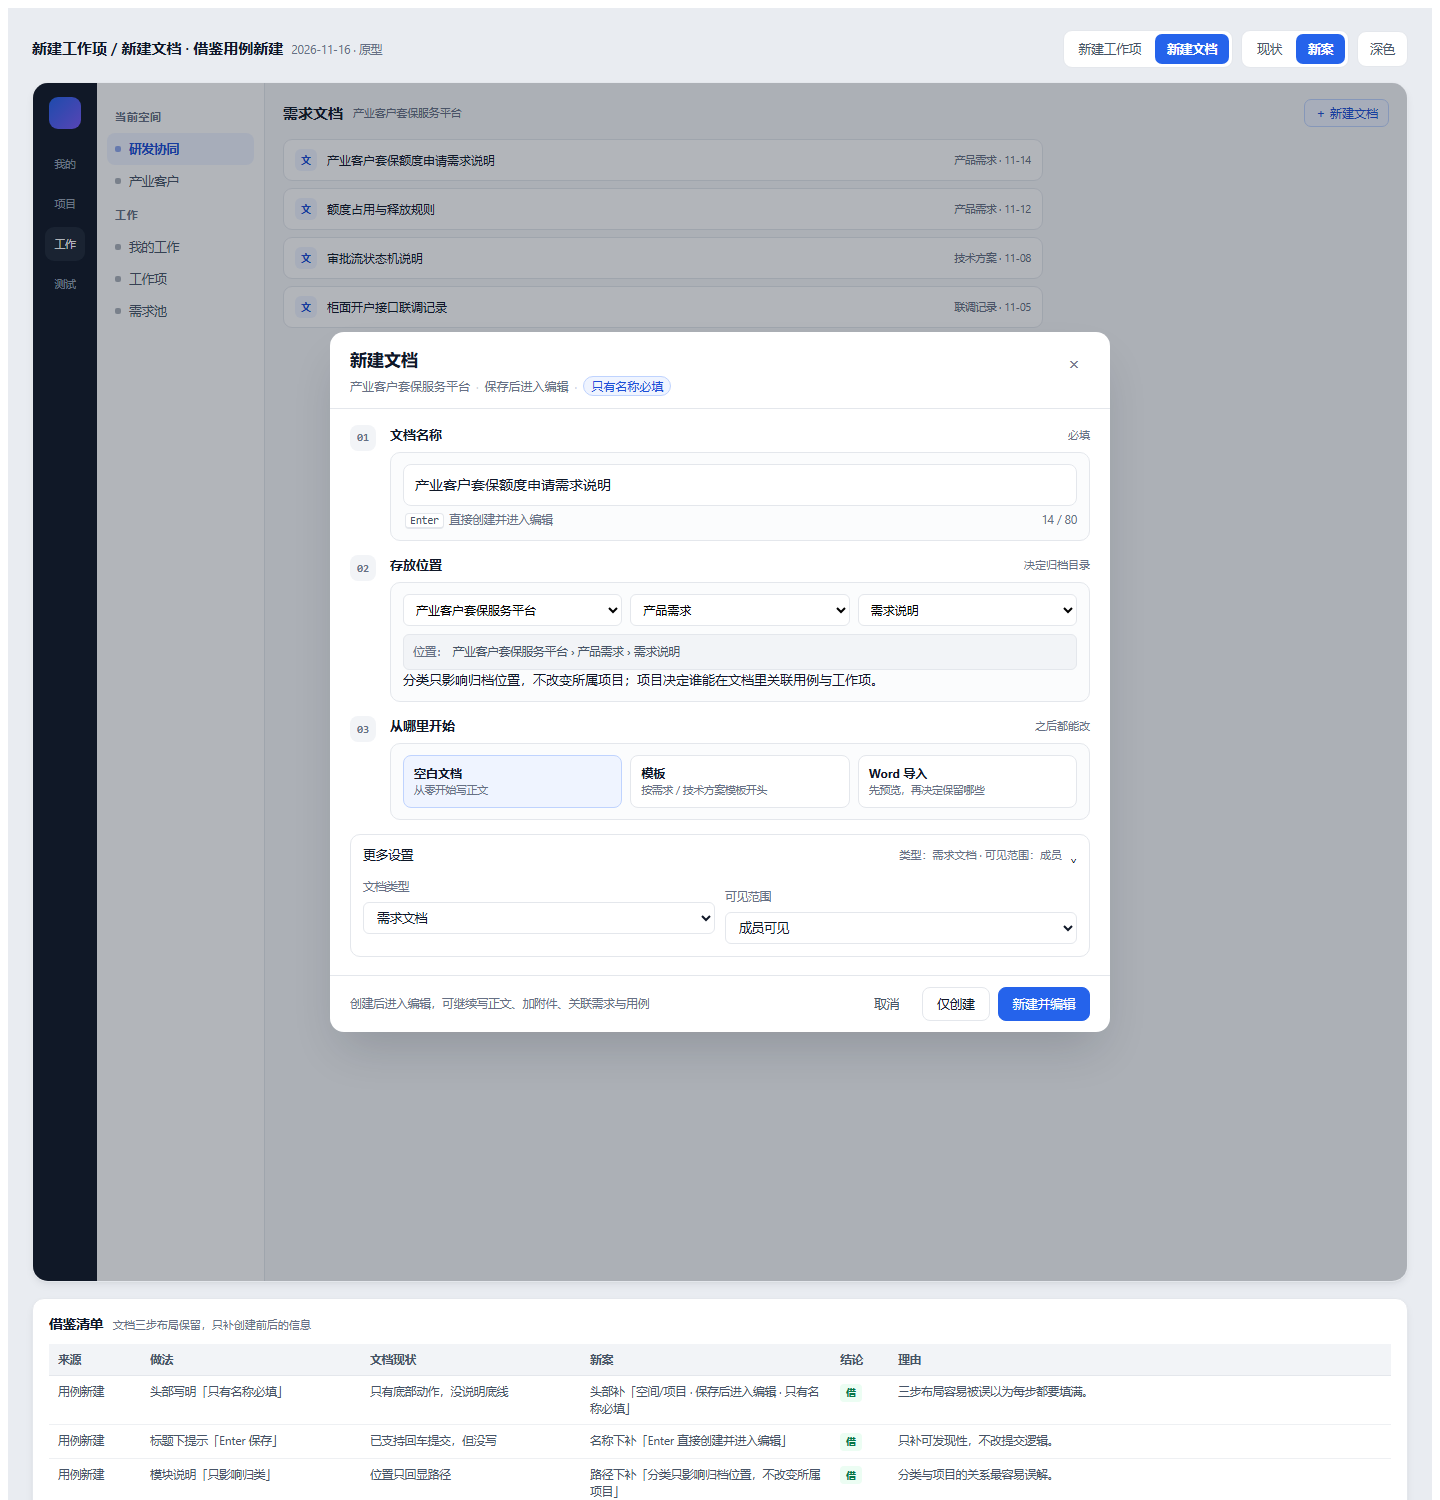 新建工作项 / 新建文档 · 借鉴用例新建 2026-11-16 · 原型
新建工作项 新建文档 现状 新案 深色
我的
项目
工作
测试
当前空间
研发协同
产业客户
工作
我的工作
工作项
需求池
需求文档 产业客户套保服务平台
+ 新建文档
文 产业客户套保额度申请需求说明 产品需求 · 11-14
文 额度占用与释放规则 产品需求 · 11-12
文 审批流状态机说明 技术方案 · 11-08
文 柜面开户接口联调记录 联调记录 · 11-05
新建文档 ×
产业客户套保服务平台 · 保存后进入编辑 · 只有名称必填
01 文档名称 必填
产业客户套保额度申请需求说明
Enter 直接创建并进入编辑 14 / 80
02 存放位置 决定归档目录
产业客户套保服务平台 产品需求 需求说明
位置: 产业客户套保服务平台 › 产品需求 › 需求说明
分类只影响归档位置，不改变所属项目；项目决定谁能在文档里关联用例与工作项。
03 从哪里开始 之后都能改
空白文档 模板 Word 导入
从零开始写正文 按需求 / 技术方案模板开头 先预览，再决定保留哪些
更多设置 类型：需求文档 · 可见范围：成员
文档类型
需求文档
可见范围
成员可见
创建后进入编辑，可继续写正文、加附件、关联需求与用例 取消 仅创建 新建并编辑
借鉴清单 文档三步布局保留，只补创建前后的信息
来源 做法 文档现状 新案 结论 理由
用例新建 头部写明「只有名称必填」 只有底部动作，没说明底线 头部补「空间/项目 · 保存后进入编辑 · 只有名称必填」 借 三步布局容易被误以为每步都要填满。
用例新建 标题下提示「Enter 保存」 已支持回车提交，但没写 名称下补「Enter 直接创建并进入编辑」 借 只补可发现性，不改提交逻辑。
用例新建 模块说明「只影响归类」 位置只回显路径 路径下补「分类只影响归档位置，不改变所属项目」 借 分类与项目的关系最容易误解。